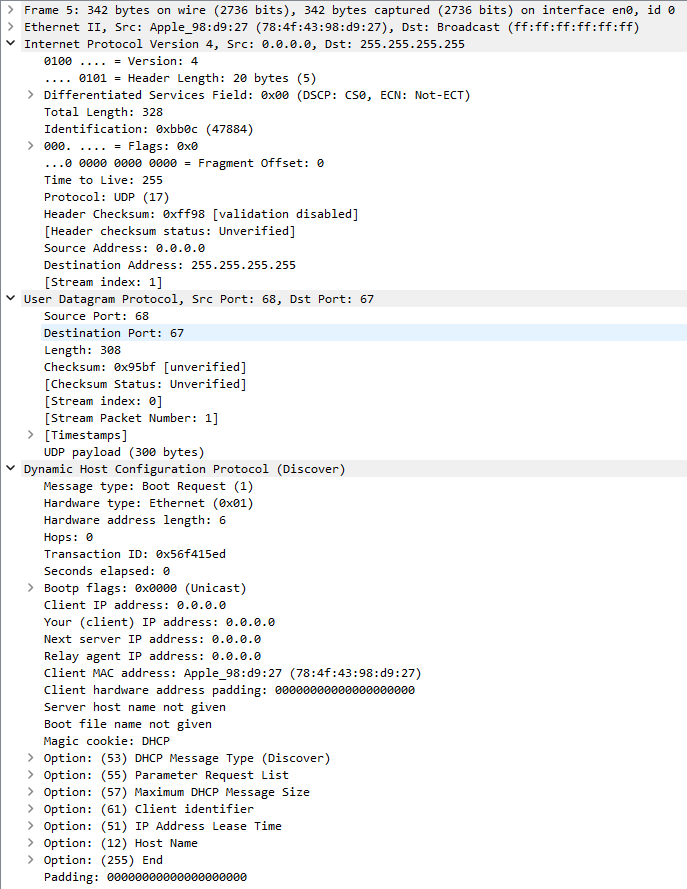 Frame 5: 342 bytes on wire (2736 bits), 342 bytes captured (2736 bits) on interface en0, id 0
Ethernet II, Src: Apple_98:d9:27 (78:4f:43:98:d9:27), Dst: Broadcast (ff:ff:ff:ff:ff:ff)
Internet Protocol Version 4, Src: 0.0.0.0, Dst: 255.255.255.255
0100 .... = Version: 4
.... 0101 = Header Length: 20 bytes (5)
Differentiated Services Field: 0x00 (DSCP: CS0, ECN: Not-ECT)
Total Length: 328
Identification: 0xbb0c (47884)
000. .... = Flags: 0x0
...0 0000 0000 0000 = Fragment Offset: 0
Time to Live: 255
Protocol: UDP (17)
Header Checksum: 0xff98 [validation disabled]
[Header checksum status: Unverified]
Source Address: 0.0.0.0
Destination Address: 255.255.255.255
[Stream index: 1]
User Datagram Protocol, Src Port: 68, Dst Port: 67
Source Port: 68
Destination Port: 67
Length: 308
Checksum: 0x95bf [unverified]
[Checksum Status: Unverified]
[Stream index: 0]
[Stream Packet Number: 1]
[Timestamps]
UDP payload (300 bytes)
Dynamic Host Configuration Protocol (Discover)
Message type: Boot Request (1)
Hardware type: Ethernet (0x01)
Hardware address length: 6
Hops: 0
Transaction ID: 0x56f415ed
Seconds elapsed: 0
Bootp flags: 0x0000 (Unicast)
Client IP address: 0.0.0.0
Your (client) IP address: 0.0.0.0
Next server IP address: 0.0.0.0
Relay agent IP address: 0.0.0.0
Client MAC address: Apple_98:d9:27 (78:4f:43:98:d9:27)
Client hardware address padding: 00000000000000000000
Server host name not given
Boot file name not given
Magic cookie: DHCP
Option: (53) DHCP Message Type (Discover)
Option: (55) Parameter Request List
Option: (57) Maximum DHCP Message Size
Option: (61) Client identifier
Option: (51) IP Address Lease Time
Option: (12) Host Name
Option: (255) End
Padding: 00000000000000000000